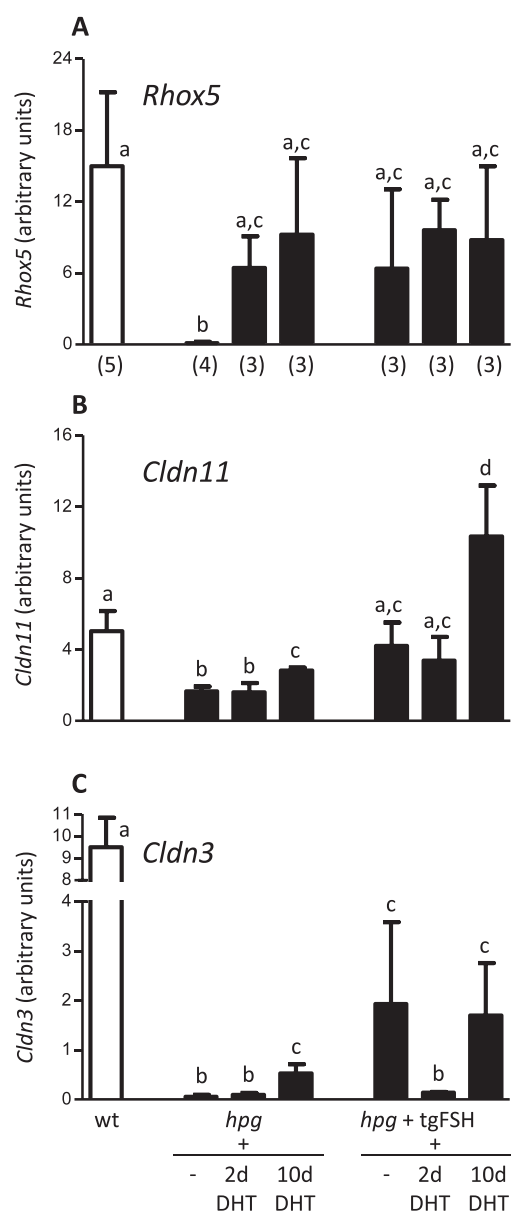 A
Rhox5
Rhox5 (arbitrary units)
24
18
12
6
0
a
b
a,c
a,c
a,c
a,c
a,c
(5)
(4)
(3)
(3)
(3)
(3)
(3)
B
Cldn11
Cldn11 (arbitrary units)
16
12
8
4
0
a
b
b
c
a,c
a,c
d
C
Cldn3
Cldn3 (arbitrary units)
11
10
9
8
4
3
2
1
0
a
b
b
c
c
b
c
wt
hpg
+
hpg + tgFSH
+
- 2d 10d
DHT DHT
- 2d 10d
DHT DHT